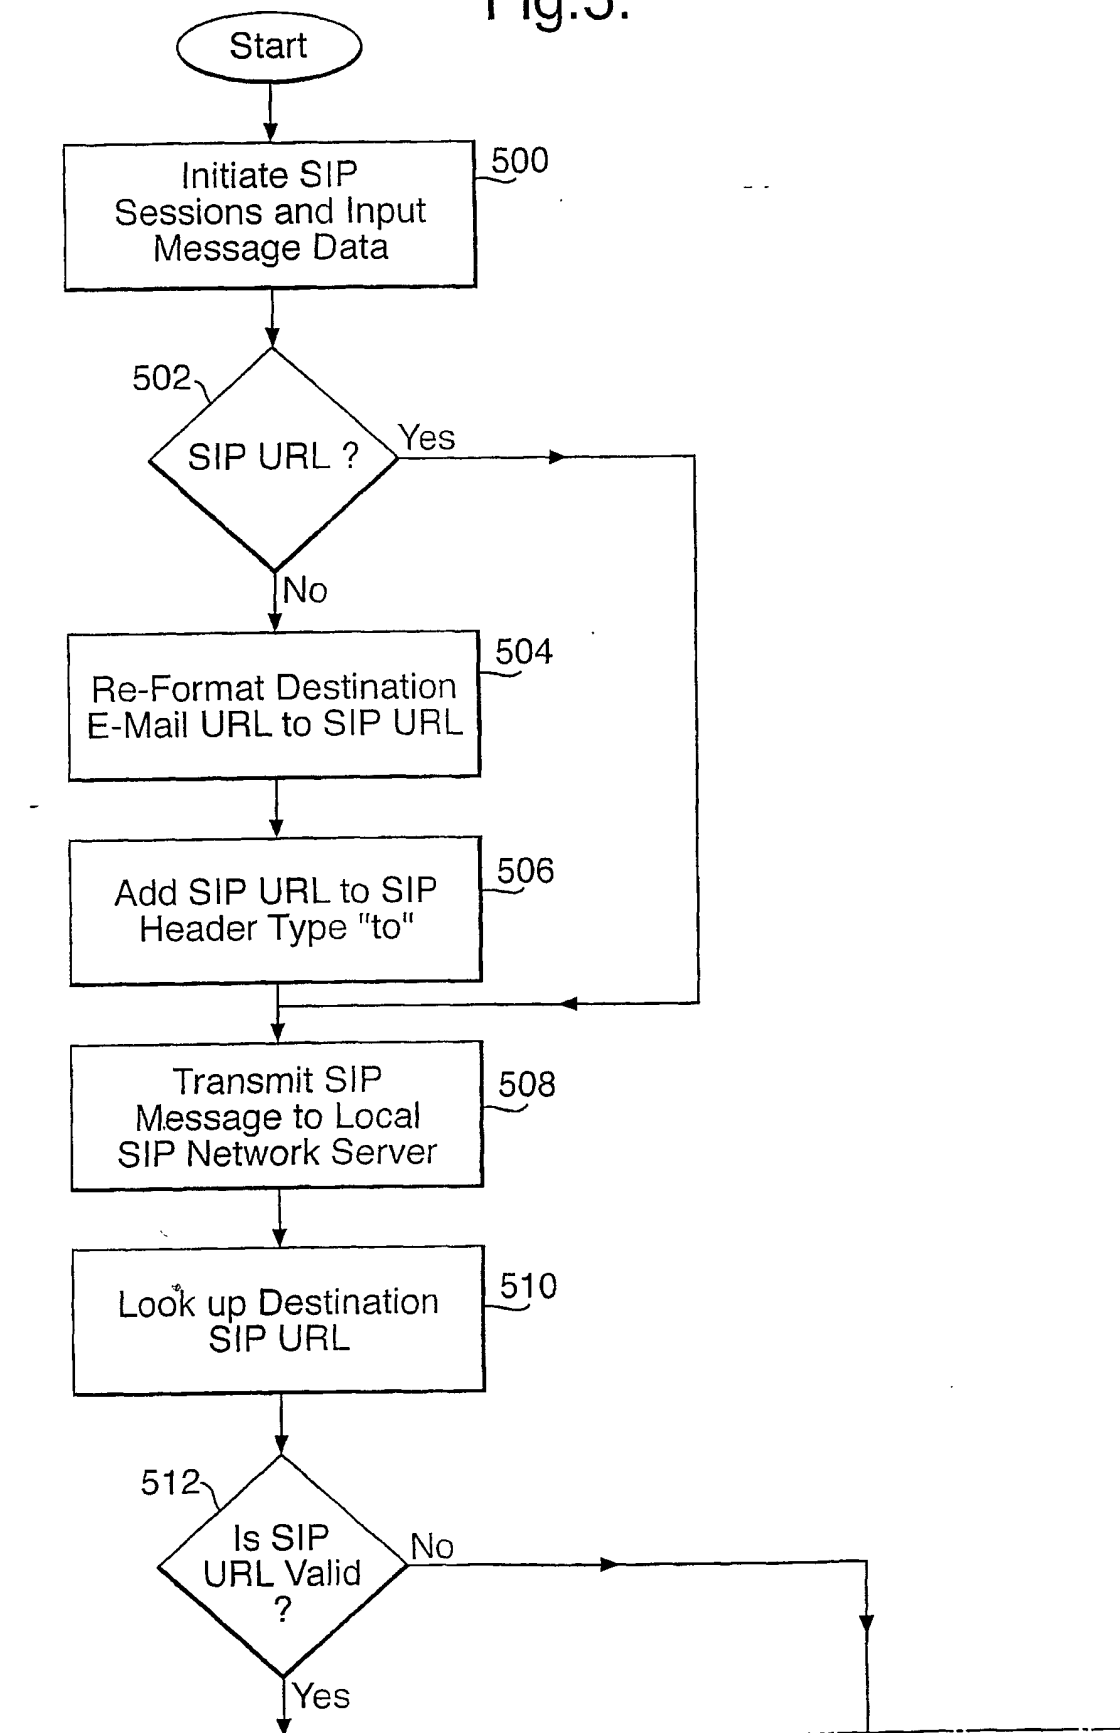 Fig.5.
Start
500
Initiate SIP
Sessions and Input
Message Data
502
SIP URL ?
Yes
No
504
Re-Format Destination
E-Mail URL to SIP URL
506
Add SIP URL to SIP
Header Type "to"
508
Transmit SIP
Message to Local
SIP Network Server
510
Look up Destination
SIP URL
512
Is SIP
URL Valid
?
No
Yes